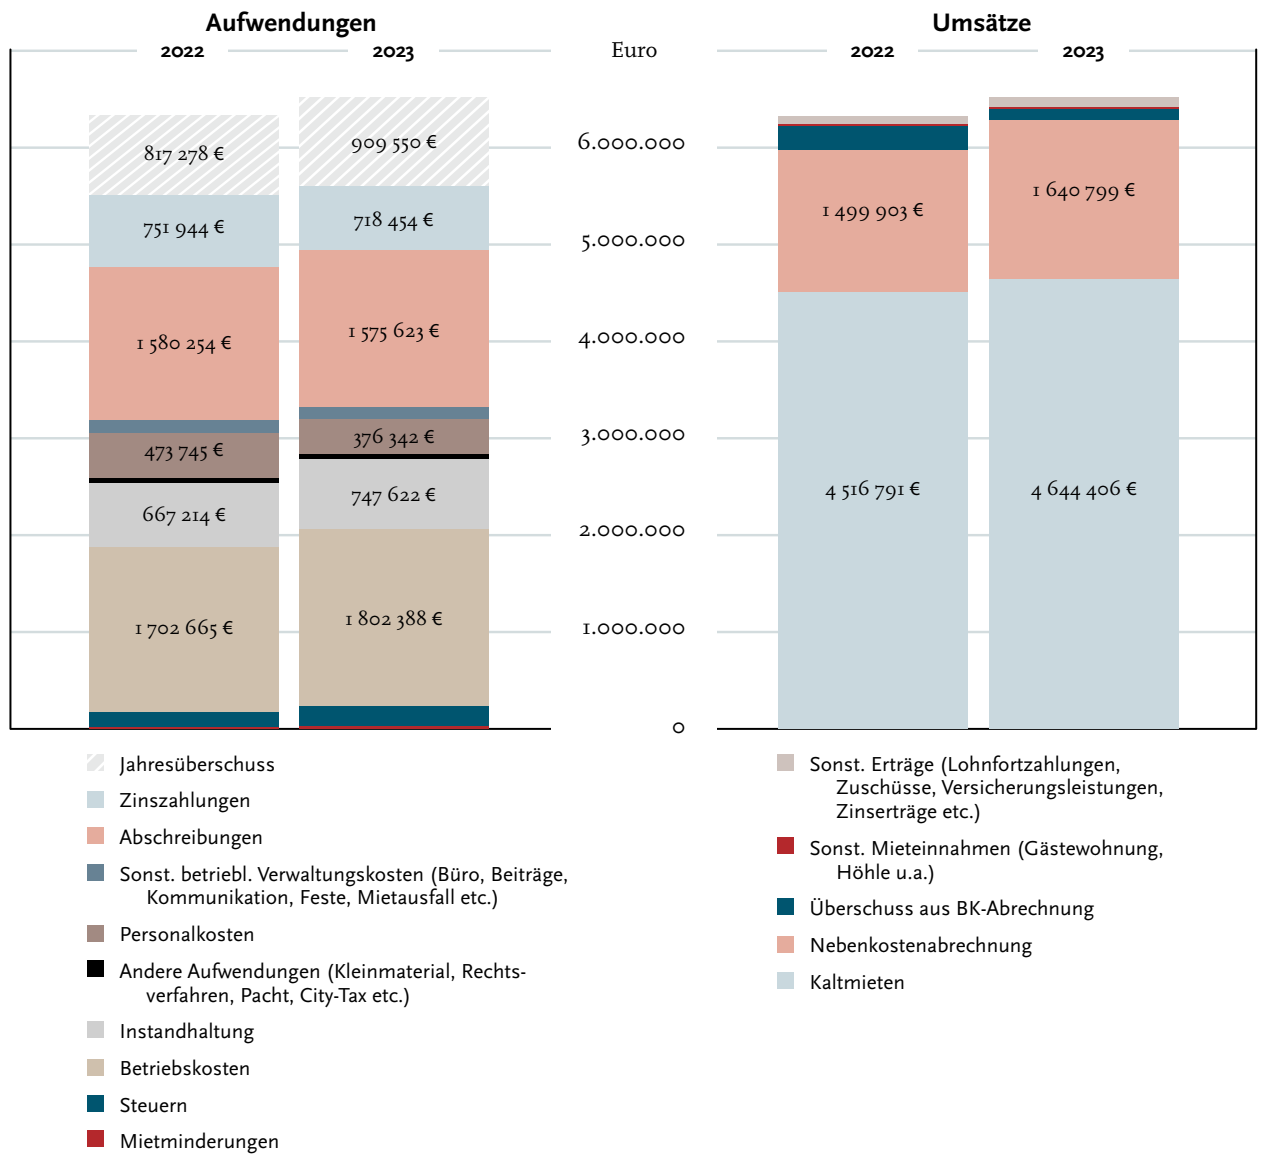 Aufwendungen
2022
2023
817 278 €
909 550 €
751 944 €
718 454 €
1 580 254 €
1 575 623 €
473 745 €
376 342 €
667 214 €
747 622 €
1 702 665 €
1 802 388 €
Euro
6.000.000
5.000.000
4.000.000
3.000.000
2.000.000
1.000.000
0
Umsätze
2022
2023
1 499 903 €
1 640 799 €
4 516 791 €
4 644 406 €
Jahresüberschuss
Zinszahlungen
Abschreibungen
Sonst. betriebl. Verwaltungskosten (Büro, Beiträge,
Kommunikation, Feste, Mietausfall etc.)
Personalkosten
Andere Aufwendungen (Kleinmaterial, Rechts-
verfahren, Pacht, City-Tax etc.)
Instandhaltung
Betriebskosten
Steuern
Mietminderungen
Sonst. Erträge (Lohnfortzahlungen,
Zuschüsse, Versicherungsleistungen,
Zinserträge etc.)
Sonst. Mieteinnahmen (Gästewohnung,
Höhle u.a.)
Überschuss aus BK-Abrechnung
Nebenkostenabrechnung
Kaltmieten